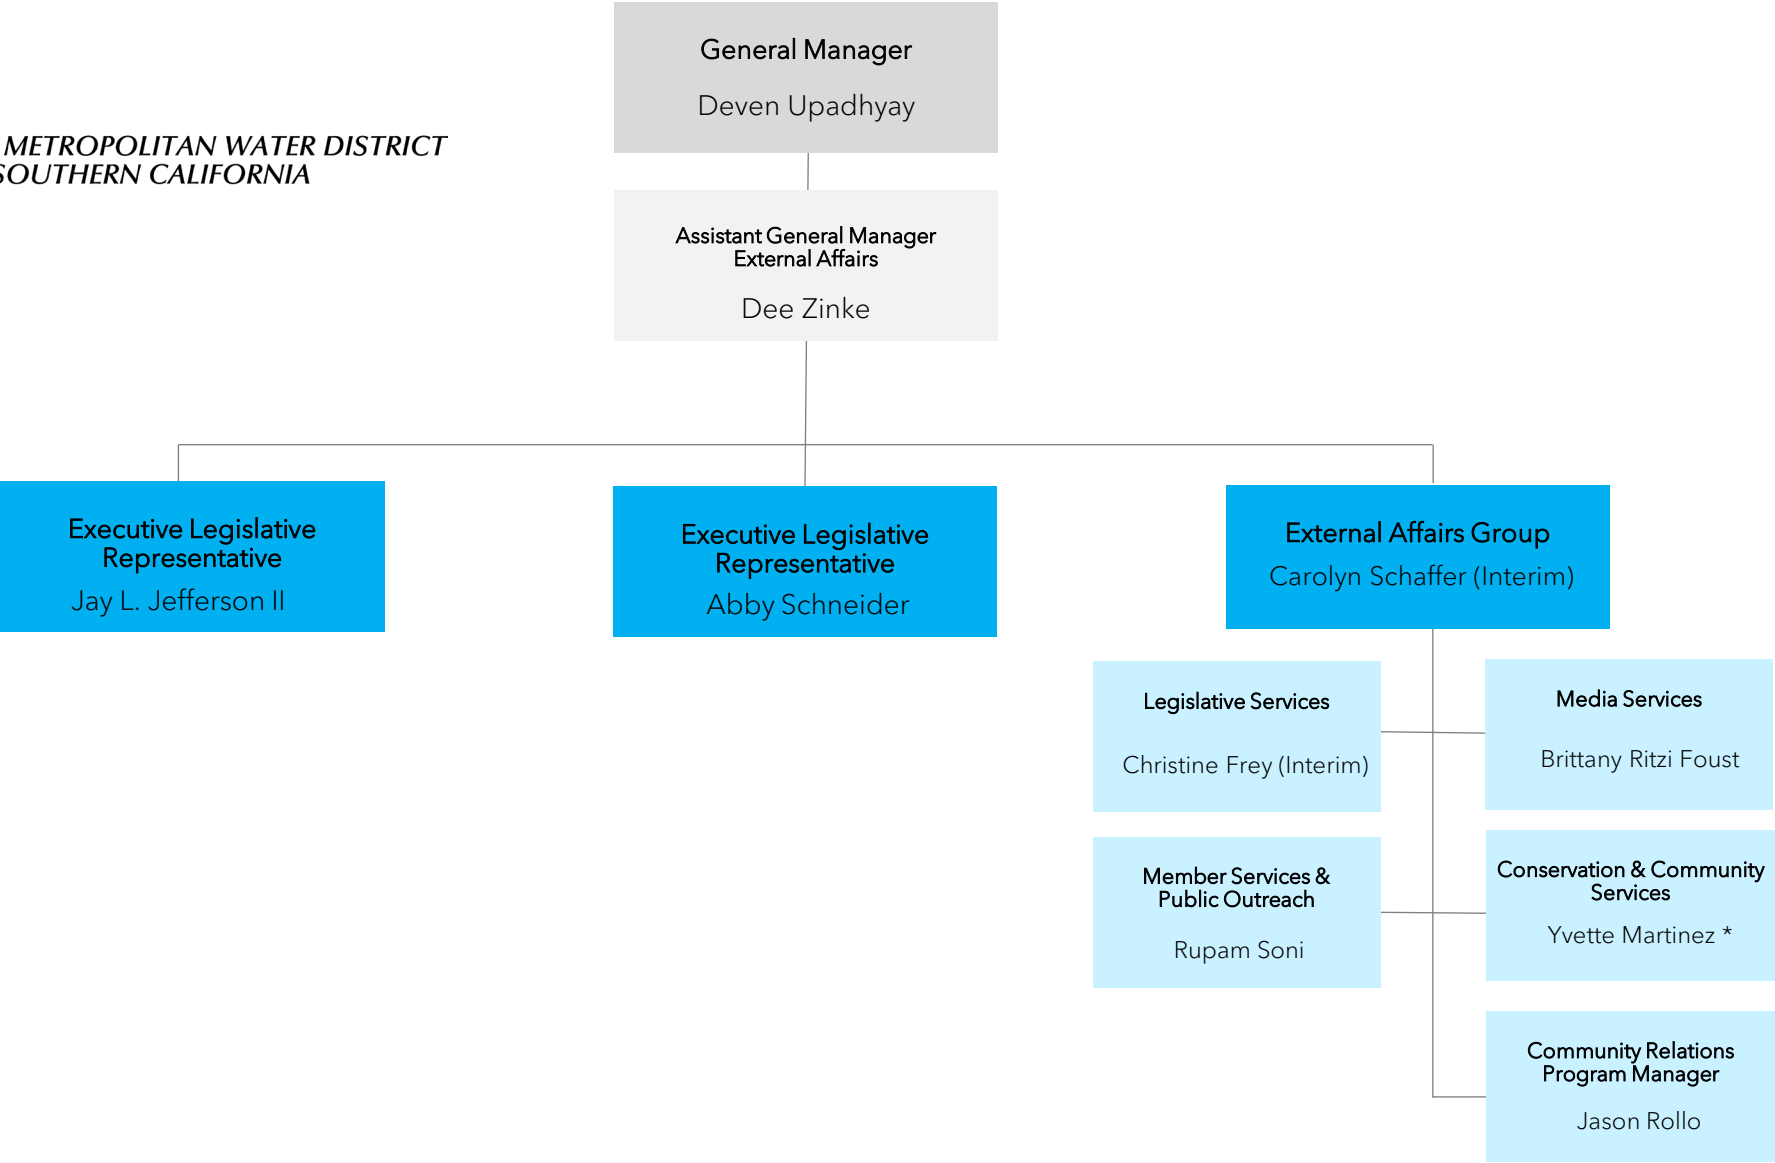 General Manager
Deven Upadhyay
METROPOLITAN WATER DISTRICT
SOUTHERN CALIFORNIA
Assistant General Manager
External Affairs
Dee Zinke
Executive Legislative
Representative
Jay L. Jefferson II
Executive Legislative
Representative
Abby Schneider
External Affairs Group
Carolyn Schaffer (Interim)
Legislative Services
Christine Frey (Interim)
Media Services
Brittany Ritzi Foust
Member Services &
Public Outreach
Rupam Soni
Conservation & Community
Services
Yvette Martinez *
Community Relations
Program Manager
Jason Rollo